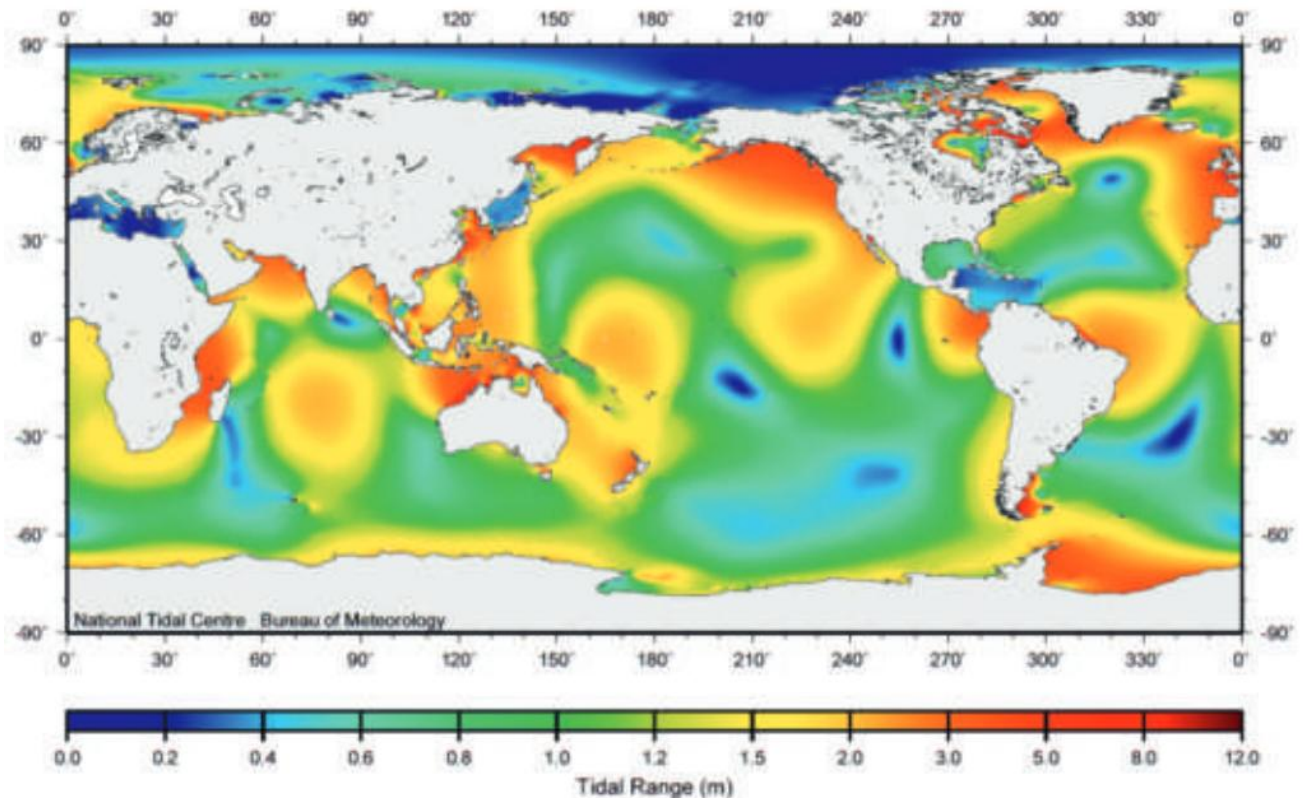 0° 30° 60° 90° 120° 150° 180° 210° 240° 270° 300° 330° 0°
90° 90°
60° 60°
30° 30°
0° 0°
-30° -30°
-60° -60°
National Tidal Centre Bureau of Meteorology
-90° -90°
0° 30° 60° 90° 120° 150° 180° 210° 240° 270° 300° 330° 0°
0.0 0.2 0.4 0.6 0.8 1.0 1.2 1.5 2.0 3.0 5.0 8.0 12.0
Tidal Range (m)